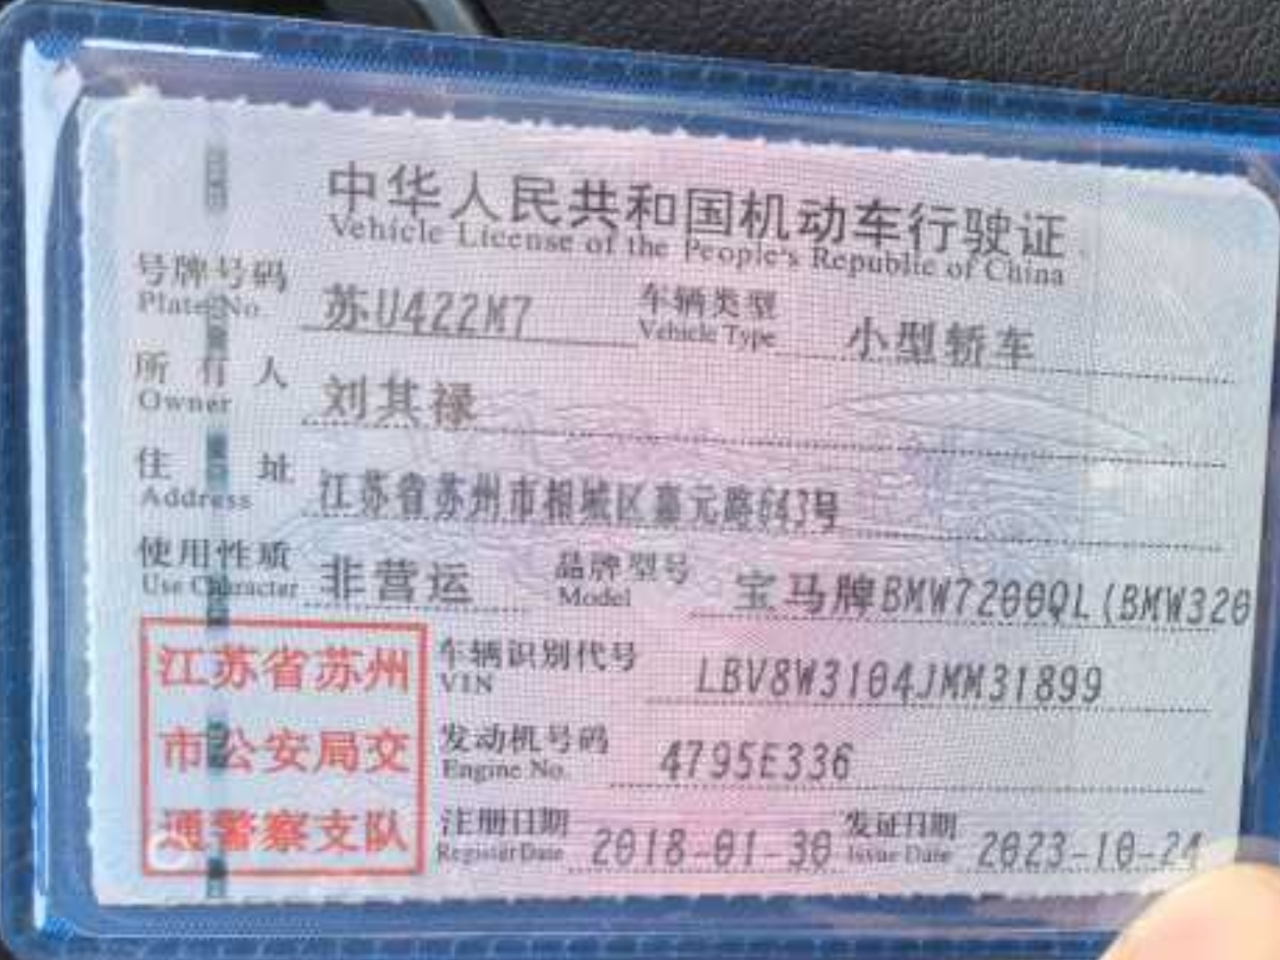 中华人民共和国机动车行驶证
Vehicle License of the People's Republic of China
号牌号码 苏U422M7 车辆类型 小型轿车
Plate No. Vehicle Type
所有人 刘其禄
Owner
住址 江苏省苏州市相城区嘉元路643号
Address
使用性质 非营运 品牌型号 宝马牌BMW7200QL(BMW320
Use Character Model
江苏省苏州
市公安局交
通警察支队
车辆识别代号 LBV8W3104JMM31899
VIN
发动机号码 4795E336
Engine No.
注册日期 2018-01-30 发证日期 2023-10-24
Register Date Issue Date